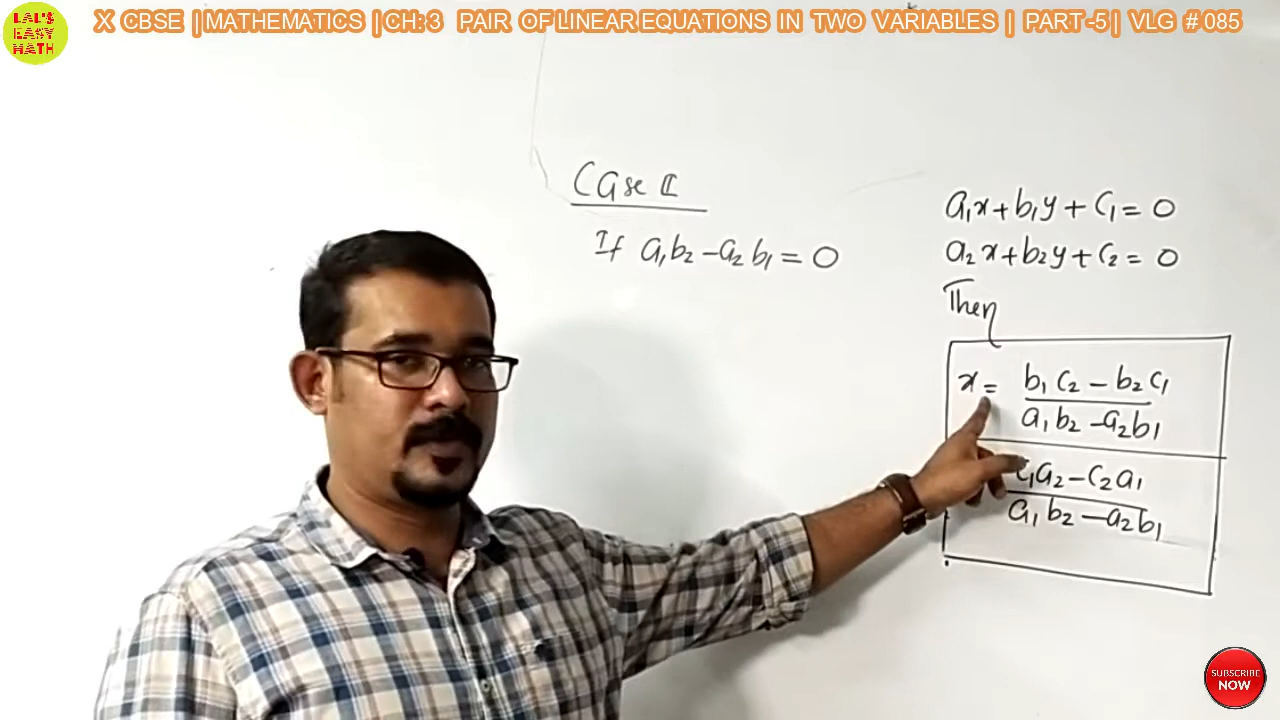 LAL'S
EASY
MATH
X CBSE | MATHEMATICS | CH: 3 PAIR OF LINEAR EQUATIONS IN TWO VARIABLES | PART -5 | VLG # 085
Case II
If a₁b₂ - a₂b₁ = 0
a₁x + b₁y + c₁ = 0
a₂x + b₂y + c₂ = 0
Then
x = b₁c₂ - b₂c₁
a₁b₂ - a₂b₁
c₁a₂ - c₂a₁
a₁b₂ - a₂b₁
SUBSCRIBE
NOW